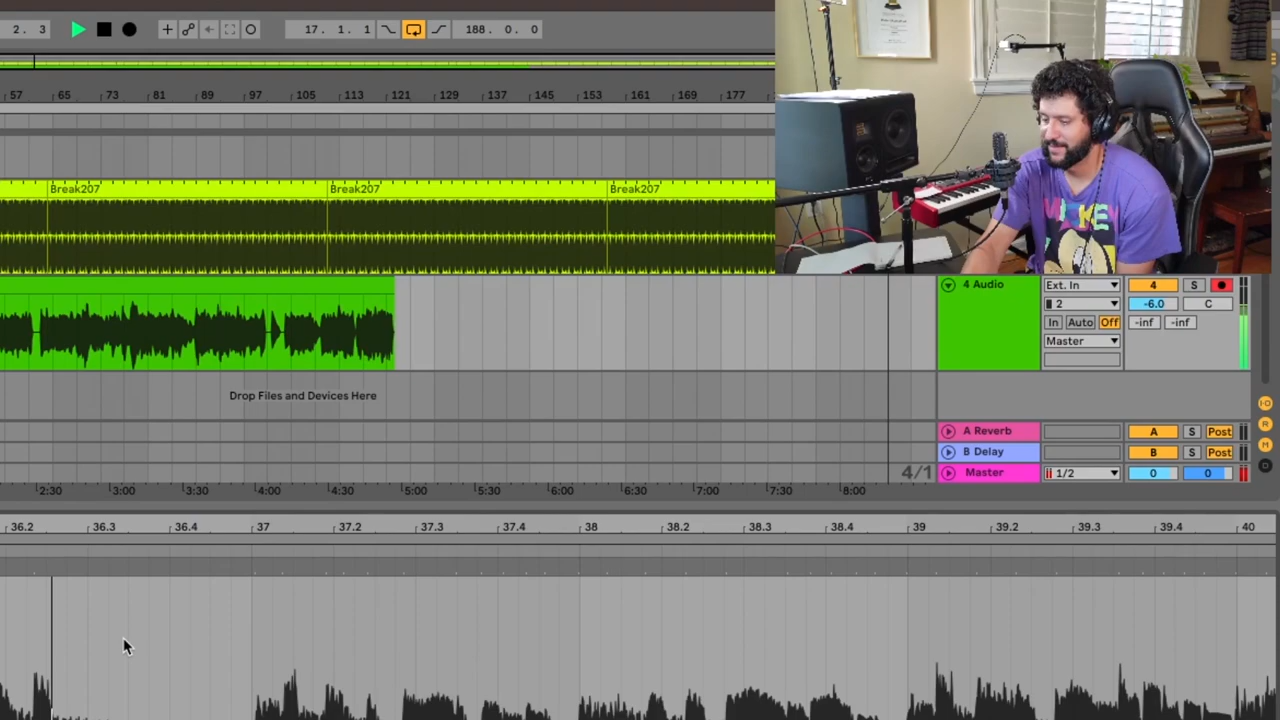 2. 3 17. 1. 1 188. 0. 0
57 65 73 81 89 97 105 113 121 129 137 145 153 161 169 177
Break207 Break207 Break207
MICKEY
4 Audio Ext. In 4 S
2 -6.0 C
In Auto Off -inf -inf
Master
Drop Files and Devices Here
A Reverb A S Post
B Delay B S Post
4/1 Master 1/2 0 0
2:30 3:00 3:30 4:00 4:30 5:00 5:30 6:00 6:30 7:00 7:30 8:00
I·O
R
M
D
36.2 36.3 36.4 37 37.2 37.3 37.4 38 38.2 38.3 38.4 39 39.2 39.3 39.4 40